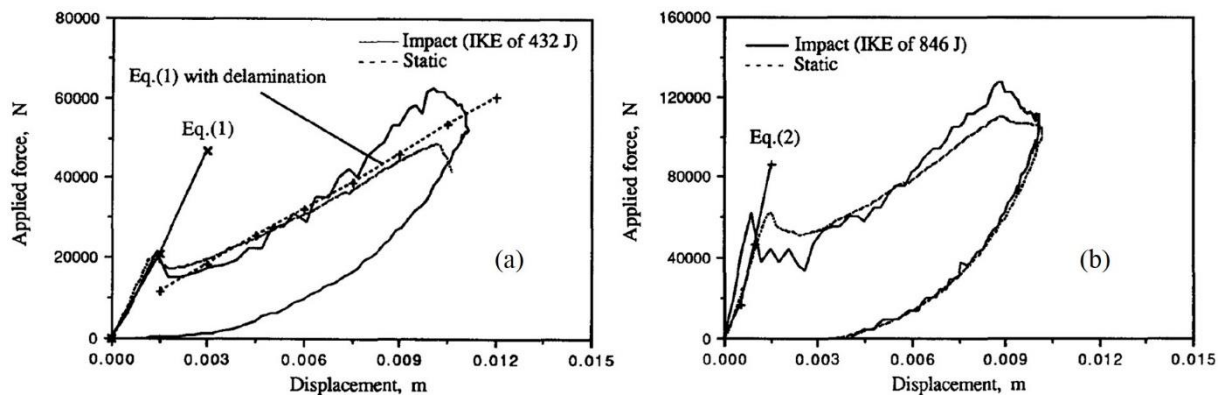 80000
Impact (IKE of 432 J)
Static
Eq.(1) with delamination
60000
Eq.(1)
40000
20000
0
Applied force, N
(a)
0.000
0.003
0.006
0.009
0.012
0.015
Displacement, m
160000
Impact (IKE of 846 J)
Static
120000
Eq.(2)
80000
40000
0
Applied force, N
(b)
0.000
0.003
0.006
0.009
0.012
0.015
Displacement, m